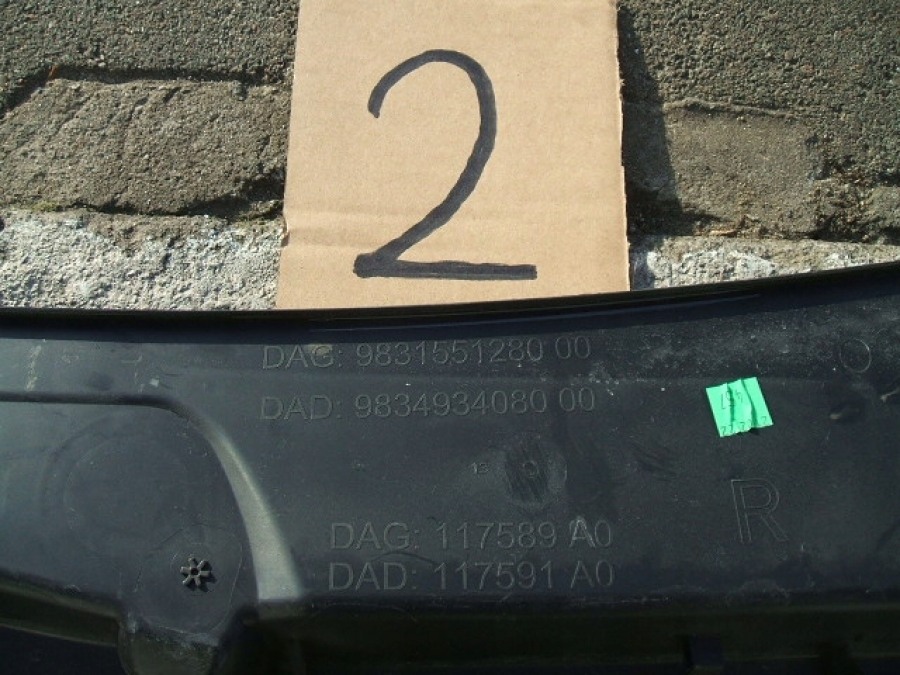 2
DAG: 9831551280 00
DAD: 9834934080 00
R
DAG: 117589 A0
DAD: 117591 A0